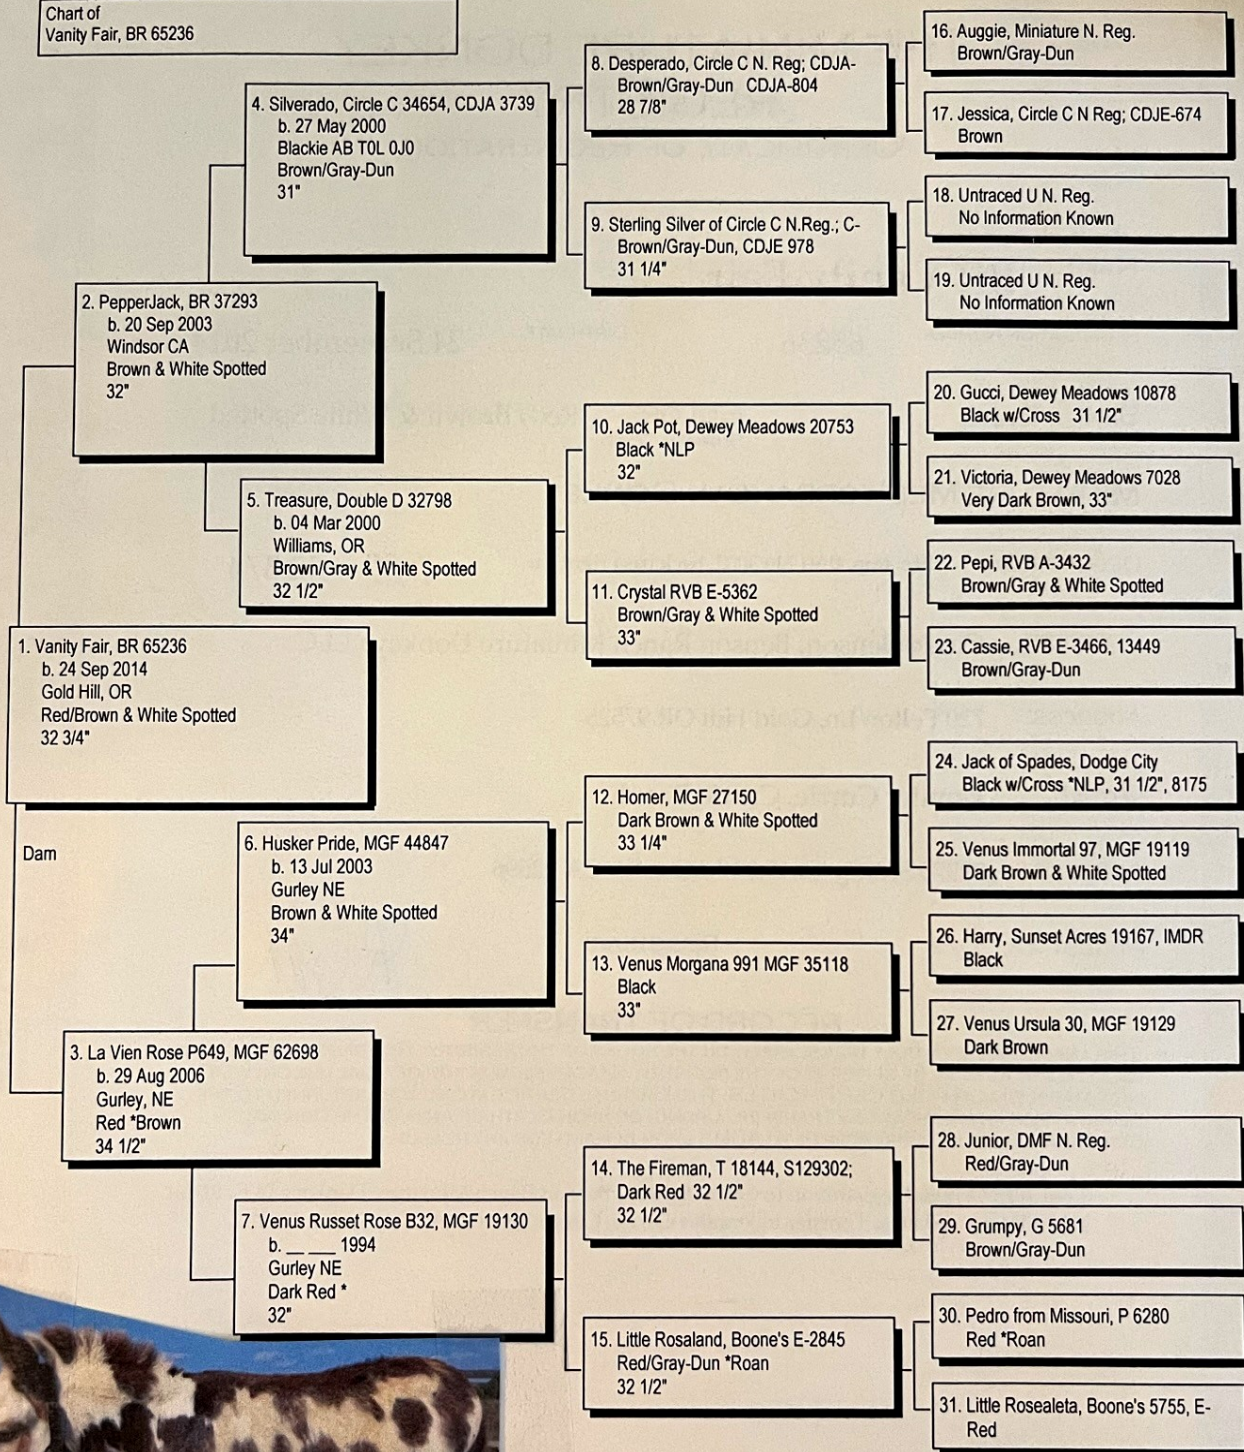 Chart of
Vanity Fair, BR 65236
4. Silverado, Circle C 34654, CDJA 3739
b. 27 May 2000
Blackie AB T0L 0J0
Brown/Gray-Dun
31"
2. PepperJack, BR 37293
b. 20 Sep 2003
Windsor CA
Brown & White Spotted
32"
5. Treasure, Double D 32798
b. 04 Mar 2000
Williams, OR
Brown/Gray & White Spotted
32 1/2"
1. Vanity Fair, BR 65236
b. 24 Sep 2014
Gold Hill, OR
Red/Brown & White Spotted
32 3/4"
Dam
6. Husker Pride, MGF 44847
b. 13 Jul 2003
Gurley NE
Brown & White Spotted
34"
3. La Vien Rose P649, MGF 62698
b. 29 Aug 2006
Gurley, NE
Red *Brown
34 1/2"
7. Venus Russet Rose B32, MGF 19130
b. __ ___ 1994
Gurley NE
Dark Red *
32"
8. Desperado, Circle C N. Reg; CDJA-
Brown/Gray-Dun CDJA-804
28 7/8"
9. Sterling Silver of Circle C N.Reg.; C-
Brown/Gray-Dun, CDJE 978
31 1/4"
10. Jack Pot, Dewey Meadows 20753
Black *NLP
32"
11. Crystal RVB E-5362
Brown/Gray & White Spotted
33"
12. Homer, MGF 27150
Dark Brown & White Spotted
33 1/4"
13. Venus Morgana 991 MGF 35118
Black
33"
14. The Fireman, T 18144, S129302;
Dark Red 32 1/2"
32 1/2"
15. Little Rosaland, Boone's E-2845
Red/Gray-Dun *Roan
32 1/2"
16. Auggie, Miniature N. Reg.
Brown/Gray-Dun
17. Jessica, Circle C N Reg; CDJE-674
Brown
18. Untraced U N. Reg.
No Information Known
19. Untraced U N. Reg.
No Information Known
20. Gucci, Dewey Meadows 10878
Black w/Cross 31 1/2"
21. Victoria, Dewey Meadows 7028
Very Dark Brown, 33"
22. Pepi, RVB A-3432
Brown/Gray & White Spotted
23. Cassie, RVB E-3466, 13449
Brown/Gray-Dun
24. Jack of Spades, Dodge City
Black w/Cross *NLP, 31 1/2", 8175
25. Venus Immortal 97, MGF 19119
Dark Brown & White Spotted
26. Harry, Sunset Acres 19167, IMDR
Black
27. Venus Ursula 30, MGF 19129
Dark Brown
28. Junior, DMF N. Reg.
Red/Gray-Dun
29. Grumpy, G 5681
Brown/Gray-Dun
30. Pedro from Missouri, P 6280
Red *Roan
31. Little Rosealeta, Boone's 5755, E-
Red